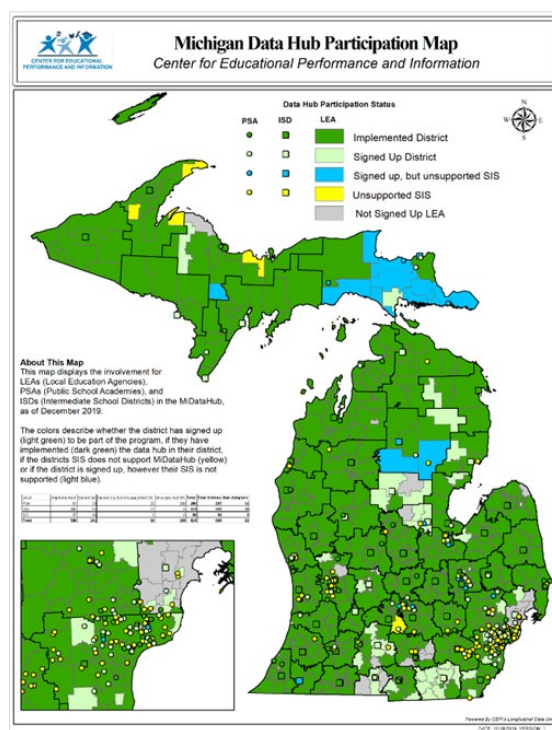 Michigan Data Hub Participation Map
Center for Educational Performance and Information
CENTER FOR EDUCATIONAL
PERFORMANCE AND INFORMATION
Data Hub Participation Status
PSA ISD LEA
Implemented District
Signed Up District
Signed up, but unsupported SIS
Unsupported SIS
Not Signed Up LEA
N
W E
S
About This Map
This map displays the involvement for
LEAs (Local Education Agencies),
PSAs (Public School Academies), and
ISDs (Intermediate School Districts) in the MiDataHub,
as of December 2019.
The colors describe whether the district has signed up
(light green) to be part of the program, if they have
implemented (dark green) the data hub in their district,
if the districts SIS does not support MiDataHub (yellow)
or if the district is signed up, however their SIS is not
supported (light blue).
Total
Powered By CEPI's Longitudinal Data